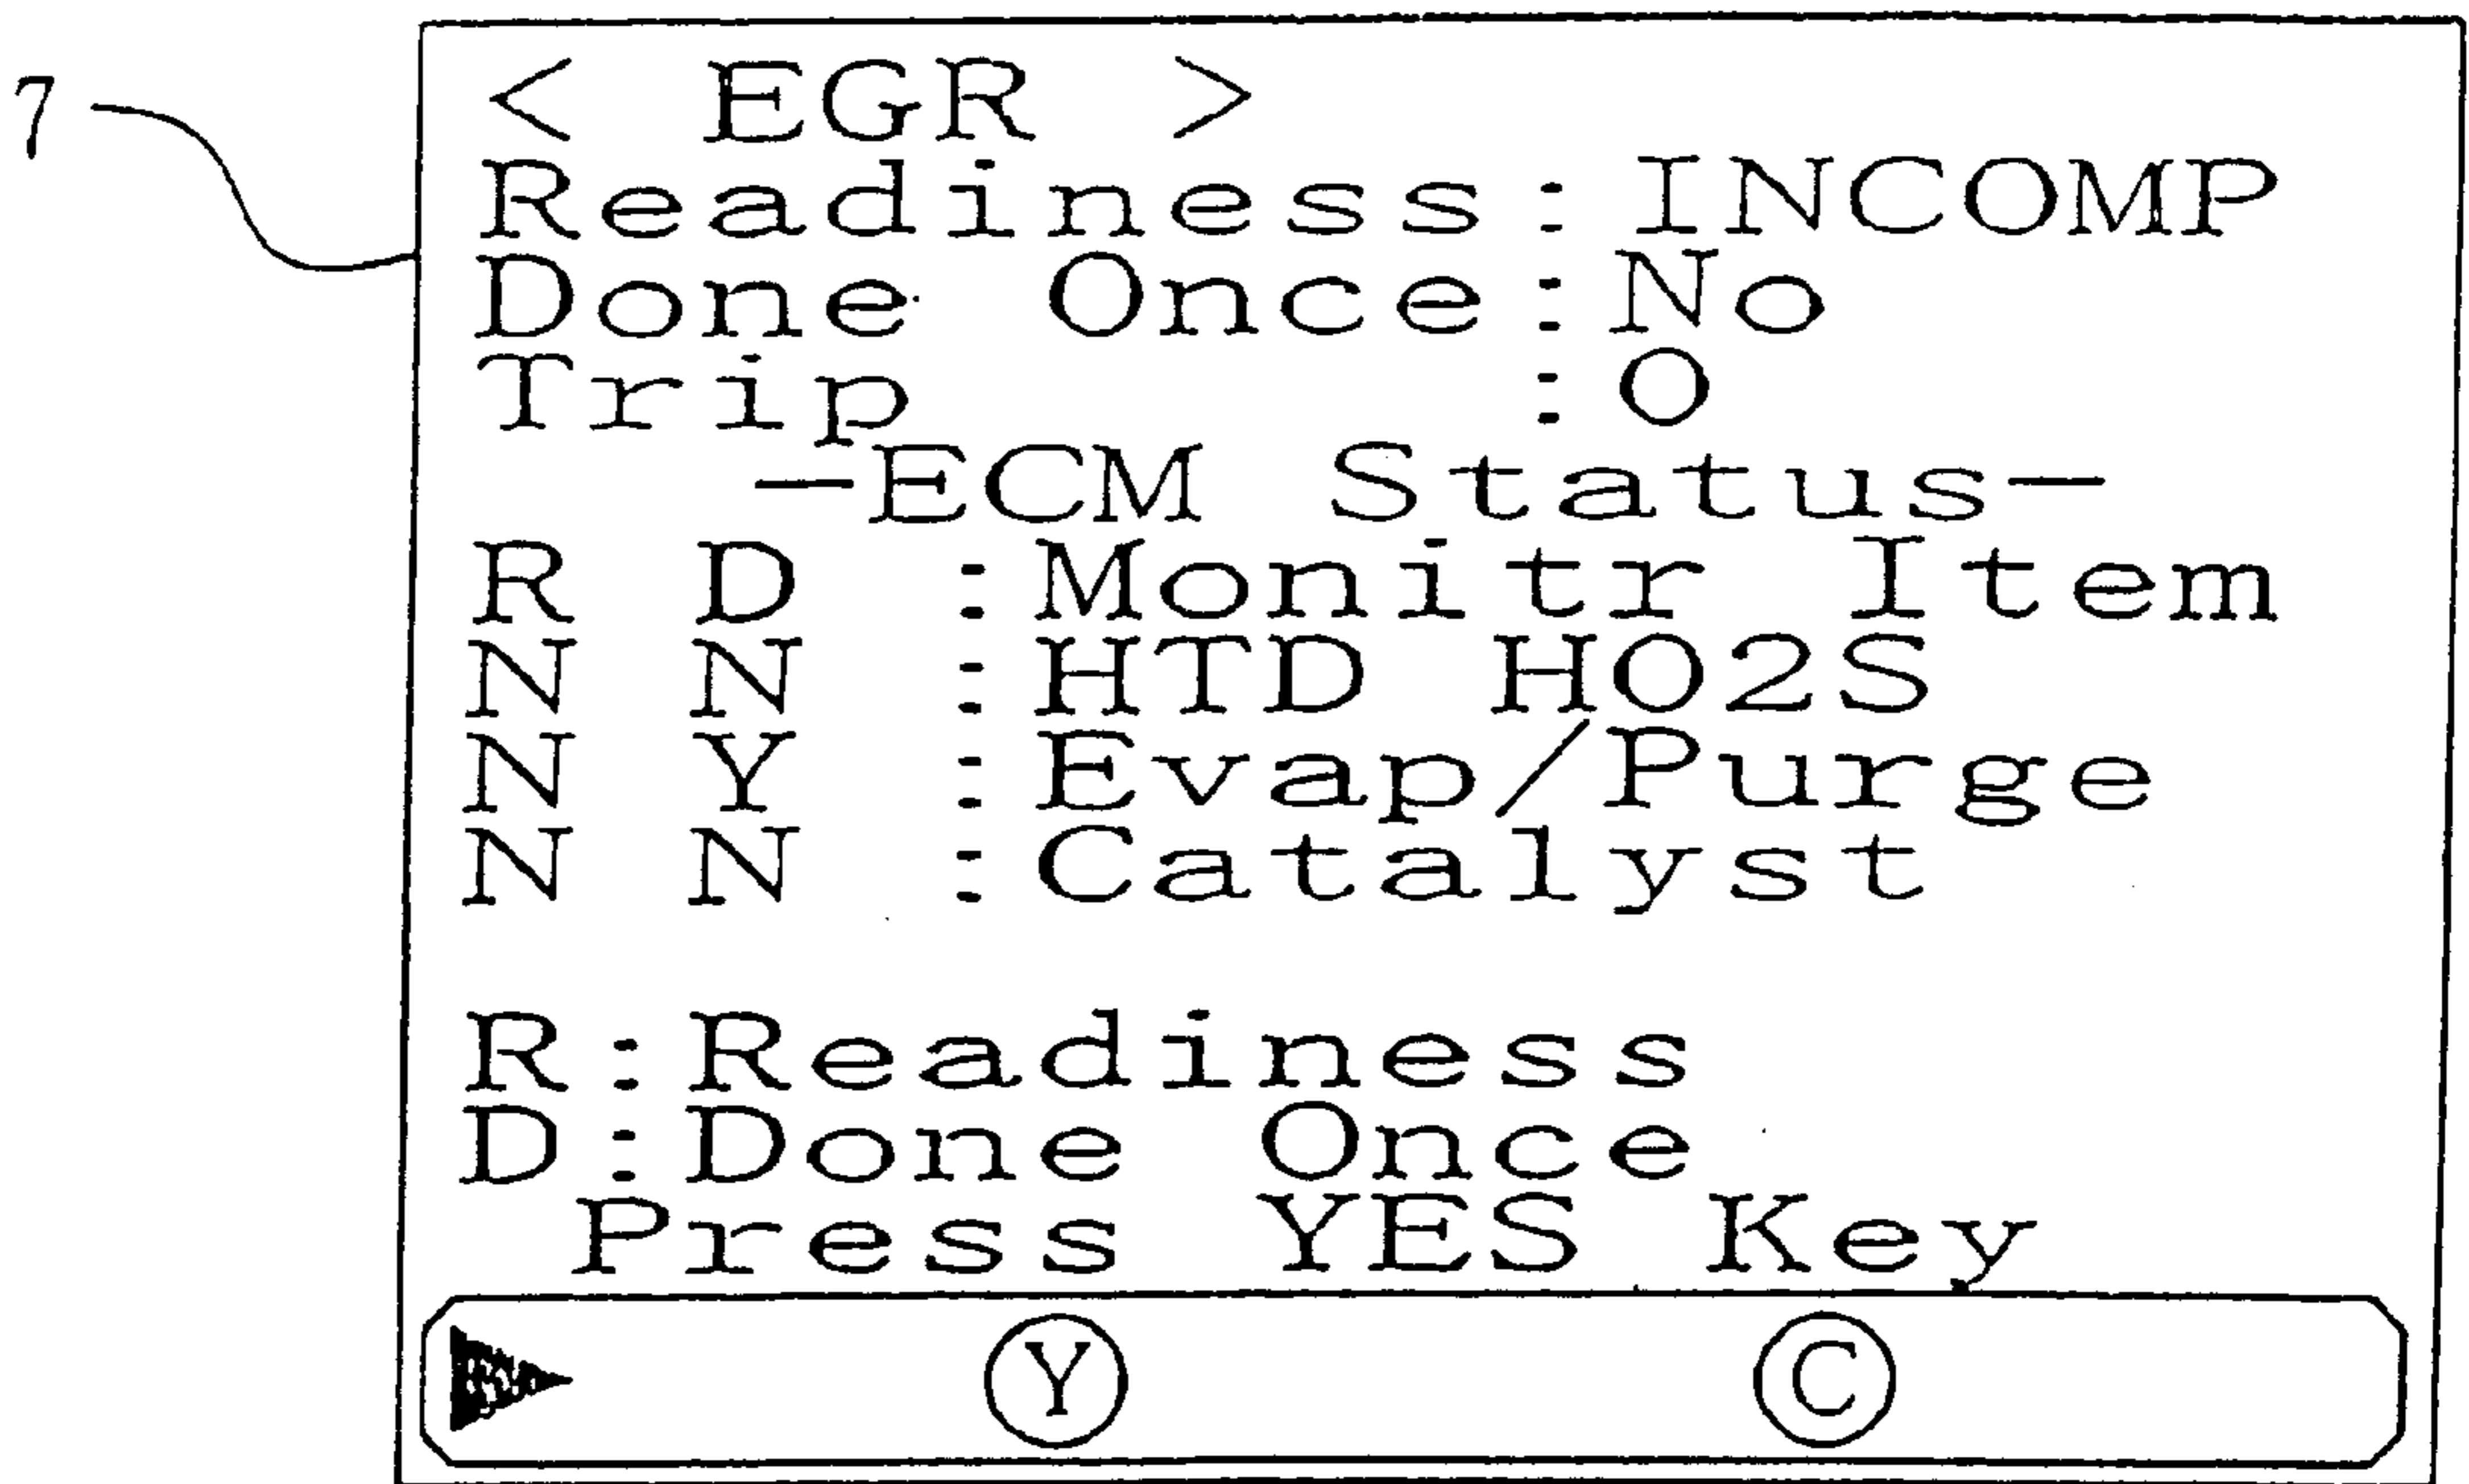 7
< EGR >
Readiness: INCOMP
Done Once:No
Trip :0
-ECM Status-
R D :Monitr Item
N N :HTD HO2S
N Y :Evap/Purge
N N :Catalyst
R:Readiness
D:Done Once
Press YES Key
Y C